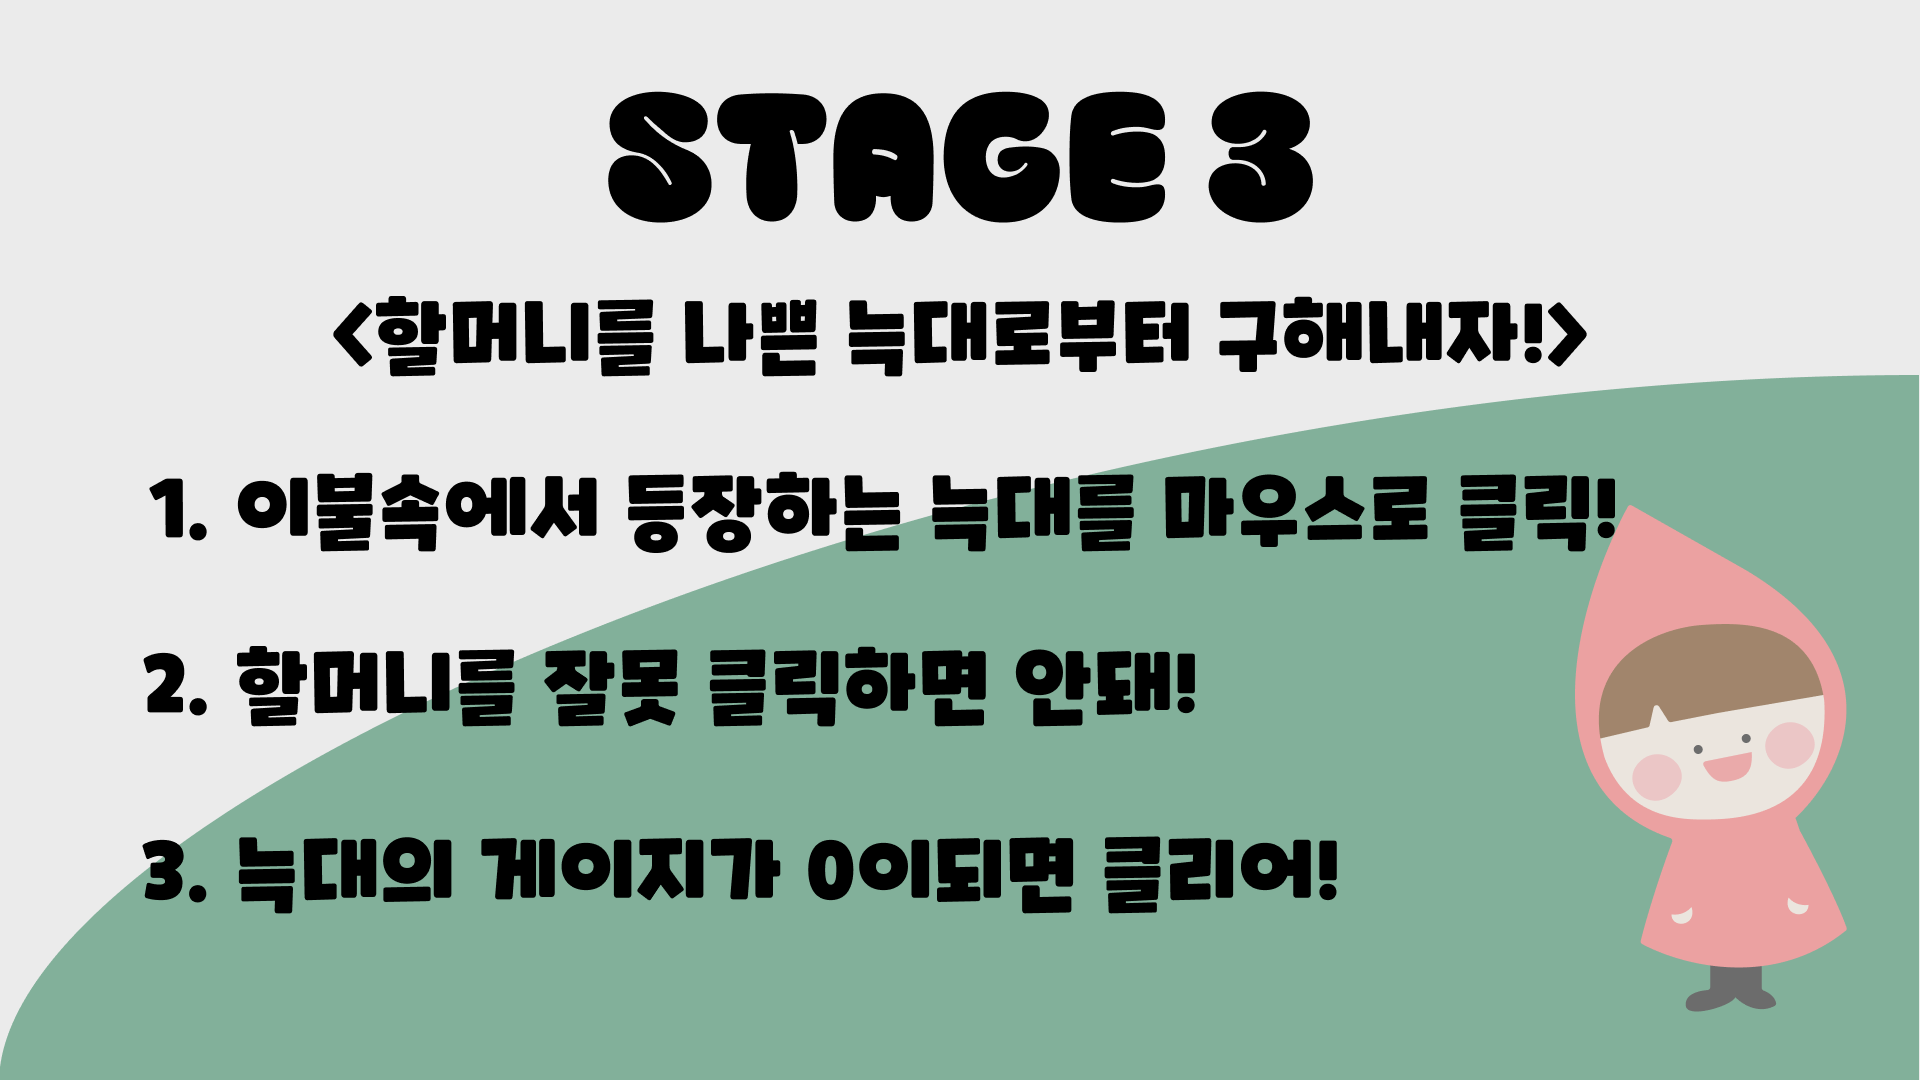 STAGE 3
<할머니를 나쁜 늑대로부터 구해내자!>
1. 이불속에서 등장하는 늑대를 마우스로 클릭!
2. 할머니를 잘못 클릭하면 안돼!
3. 늑대의 게이지가 0이되면 클리어!